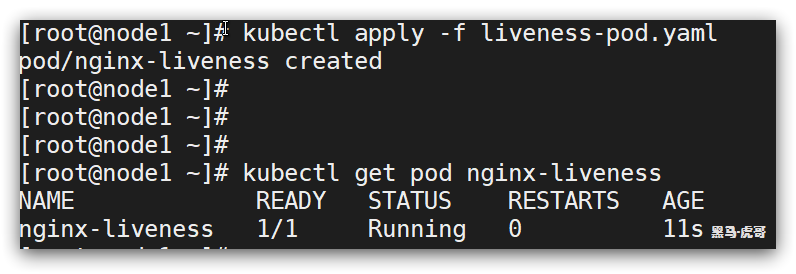 [root@node1 ~]# kubectl apply -f liveness-pod.yaml
pod/nginx-liveness created
[root@node1 ~]#
[root@node1 ~]#
[root@node1 ~]#
[root@node1 ~]# kubectl get pod nginx-liveness
NAME READY STATUS RESTARTS AGE
nginx-liveness 1/1 Running 0 11s 黑马·虎哥